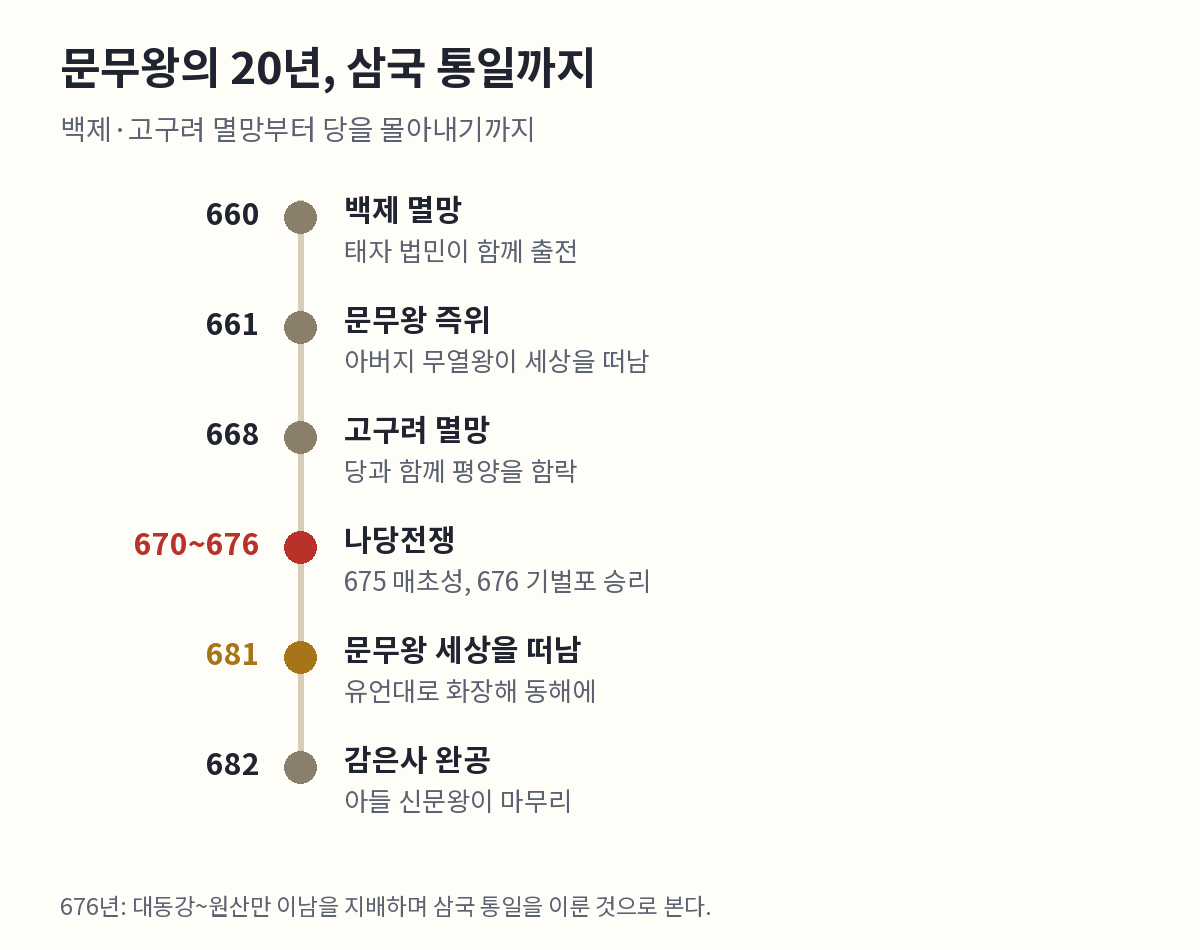 문무왕의 20년, 삼국 통일까지
백제·고구려 멸망부터 당을 몰아내기까지
660
백제 멸망
태자 법민이 함께 출전
661
문무왕 즉위
아버지 무열왕이 세상을 떠남
668
고구려 멸망
당과 함께 평양을 함락
670~676
나당전쟁
675 매초성, 676 기벌포 승리
681
문무왕 세상을 떠남
유언대로 화장해 동해에
682
감은사 완공
아들 신문왕이 마무리
676년: 대동강~원산만 이남을 지배하며 삼국 통일을 이룬 것으로 본다.